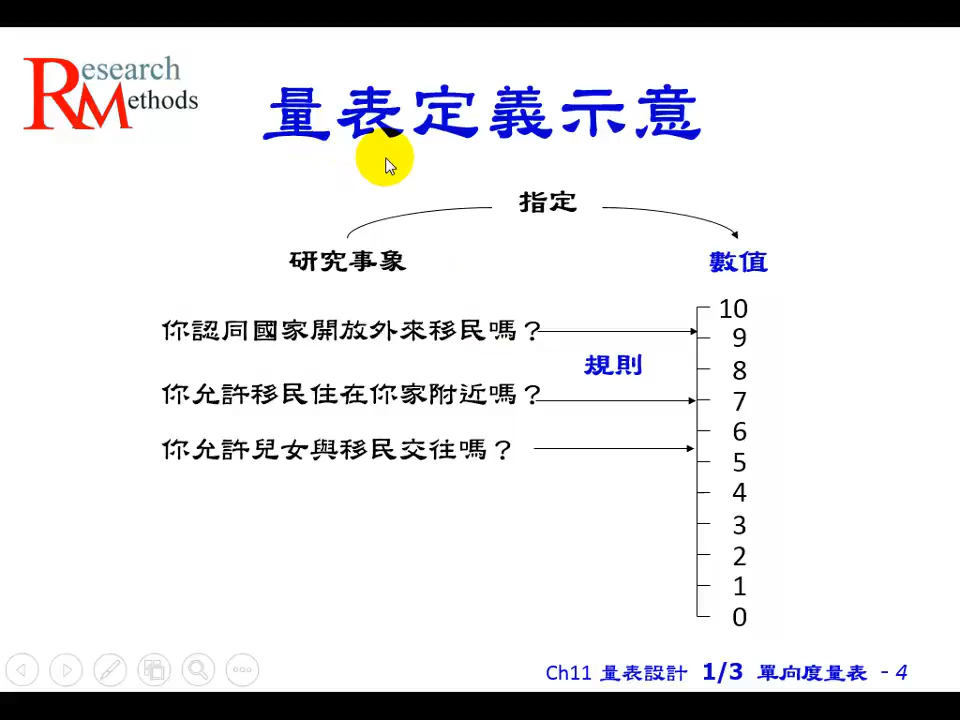 Research
Methods
量表定義示意
指定
研究事象
數值
你認同國家開放外來移民嗎？
規則
你允許移民住在你家附近嗎？
你允許兒女與移民交往嗎？
10
9
8
7
6
5
4
3
2
1
0
Ch11 量表設計 1/3 單向度量表 - 4